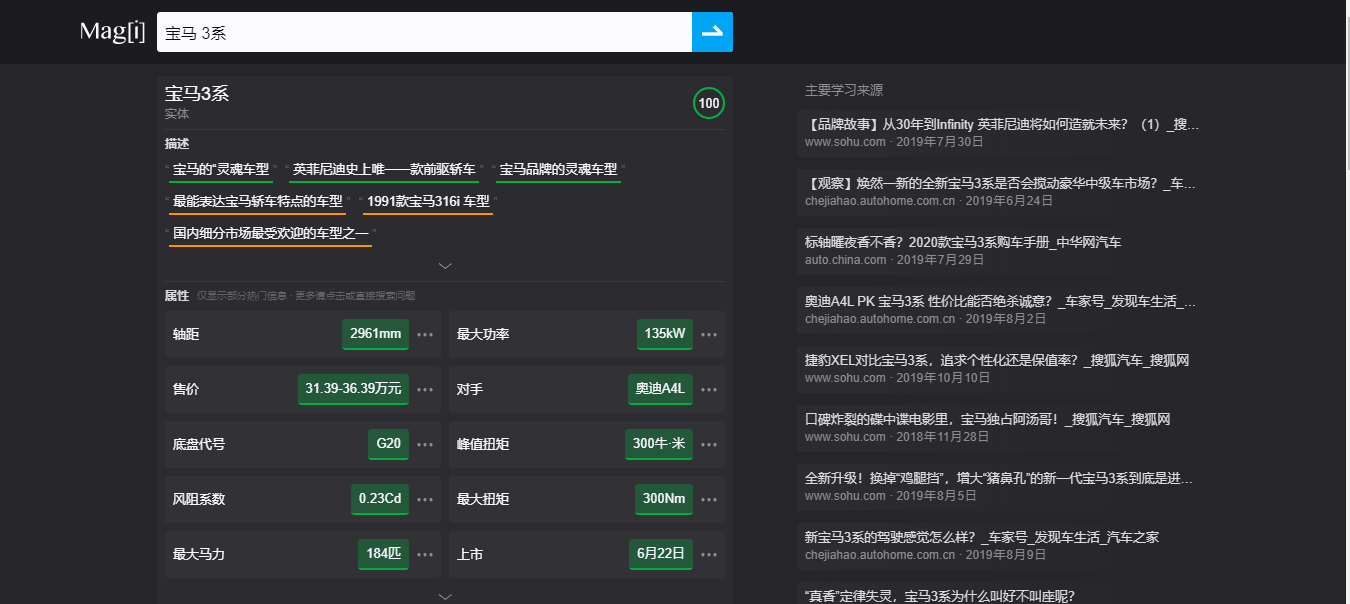 Mag[i]
宝马 3系
宝马3系
实体
100
描述
“宝马的“灵魂车型” “英菲尼迪史上唯一一款前驱轿车” “宝马品牌的灵魂车型”
“最能表达宝马轿车特点的车型” “1991款宝马316i 车型”
“国内细分市场最受欢迎的车型之一”
属性 仅显示部分热门信息 · 更多请点击或直接搜索问题
轴距 2961mm ··· 最大功率 135kW ···
售价 31.39-36.39万元 ··· 对手 奥迪A4L ···
底盘代号 G20 ··· 峰值扭矩 300牛·米 ···
风阻系数 0.23Cd ··· 最大扭矩 300Nm ···
最大马力 184匹 ··· 上市 6月22日 ···
主要学习来源
【品牌故事】从30年到Infinity 英菲尼迪将如何造就未来？（1）_搜...
www.sohu.com · 2019年7月30日
【观察】焕然一新的全新宝马3系是否会搅动豪华中级车市场？_车...
chejiahao.autohome.com.cn · 2019年6月24日
标轴曜夜香不香？2020款宝马3系购车手册_中华网汽车
auto.china.com · 2019年7月29日
奥迪A4L PK 宝马3系 性价比能否绝杀诚意？_车家号_发现车生活_...
chejiahao.autohome.com.cn · 2019年8月2日
捷豹XEL对比宝马3系，追求个性化还是保值率？_搜狐汽车_搜狐网
www.sohu.com · 2019年10月10日
口碑炸裂的碟中谍电影里，宝马独占阿汤哥！_搜狐汽车_搜狐网
www.sohu.com · 2018年11月28日
全新升级！换掉“鸡腿挡”，增大“猪鼻孔”的新一代宝马3系到底是进...
www.sohu.com · 2019年8月5日
新宝马3系的驾驶感觉怎么样？_车家号_发现车生活_汽车之家
chejiahao.autohome.com.cn · 2019年8月9日
“真香”定律失灵，宝马3系为什么叫好不叫座呢？